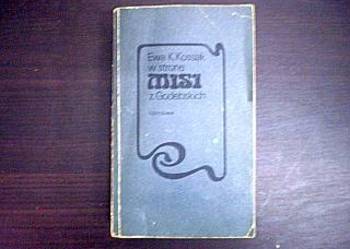 Ewa K. Kossak
w stronę
MISI
z Godebskich